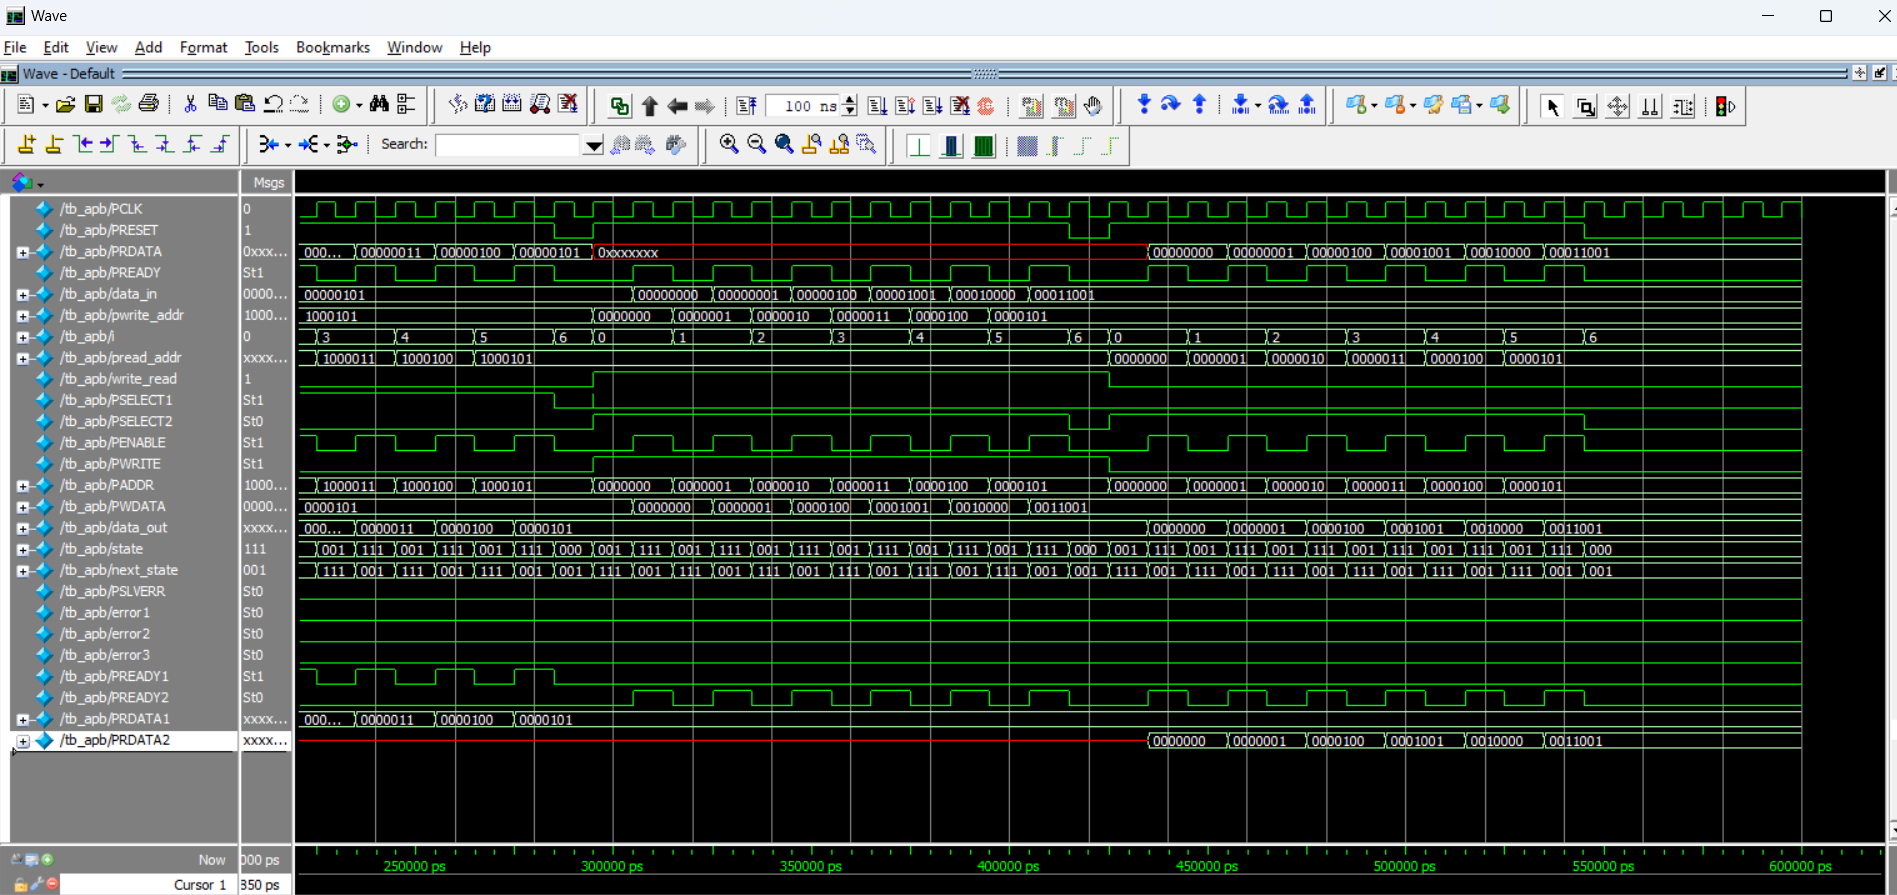 Wave
File Edit View Add Format Tools Bookmarks Window Help
Wave - Default
100 ns
Search:
Msgs
/tb_apb/PCLK 0
/tb_apb/PRESET 1
/tb_apb/PRDATA 0xxx... 000... 00000011 00000100 00000101 0xxxxxxx 00000000 00000001 00000100 00001001 00010000 00011001
/tb_apb/PREADY St1
/tb_apb/data_in 0000... 00000101 00000000 00000001 00000100 00001001 00010000 00011001
/tb_apb/pwrite_addr 1000... 1000101 0000000 0000001 0000010 0000011 0000100 0000101
/tb_apb/i 0 3 4 5 6 0 1 2 3 4 5 6 0 1 2 3 4 5 6
/tb_apb/pread_addr xxxx... 1000011 1000100 1000101 0000000 0000001 0000010 0000011 0000100 0000101
/tb_apb/write_read 1
/tb_apb/PSELECT1 St1
/tb_apb/PSELECT2 St0
/tb_apb/PENABLE St1
/tb_apb/PWRITE St1
/tb_apb/PADDR 1000... 1000011 1000100 1000101 0000000 0000001 0000010 0000011 0000100 0000101 0000000 0000001 0000010 0000011 0000100 0000101
/tb_apb/PWDATA 0000... 0000101 0000000 0000001 0000100 0001001 0010000 0011001
/tb_apb/data_out xxxx... 000... 0000011 0000100 0000101 0000000 0000001 0000100 0001001 0010000 0011001
/tb_apb/state 111 001 111 001 111 001 111 000 001 111 001 111 001 111 001 111 001 111 001 111 000 001 111 001 111 001 111 001 111 001 111 001 111 000
/tb_apb/next_state 001 111 001 111 001 111 001 001 111 001 111 001 111 001 111 001 111 001 111 001 001 111 001 111 001 111 001 111 001 111 001 111 001 001
/tb_apb/PSLVERR St0
/tb_apb/error1 St0
/tb_apb/error2 St0
/tb_apb/error3 St0
/tb_apb/PREADY1 St1
/tb_apb/PREADY2 St0
/tb_apb/PRDATA1 xxxx... 000... 0000011 0000100 0000101
/tb_apb/PRDATA2 xxxx... 0000000 0000001 0000100 0001001 0010000 0011001
Now 000 ps 250000 ps 300000 ps 350000 ps 400000 ps 450000 ps 500000 ps 550000 ps 600000 ps
Cursor 1 350 ps